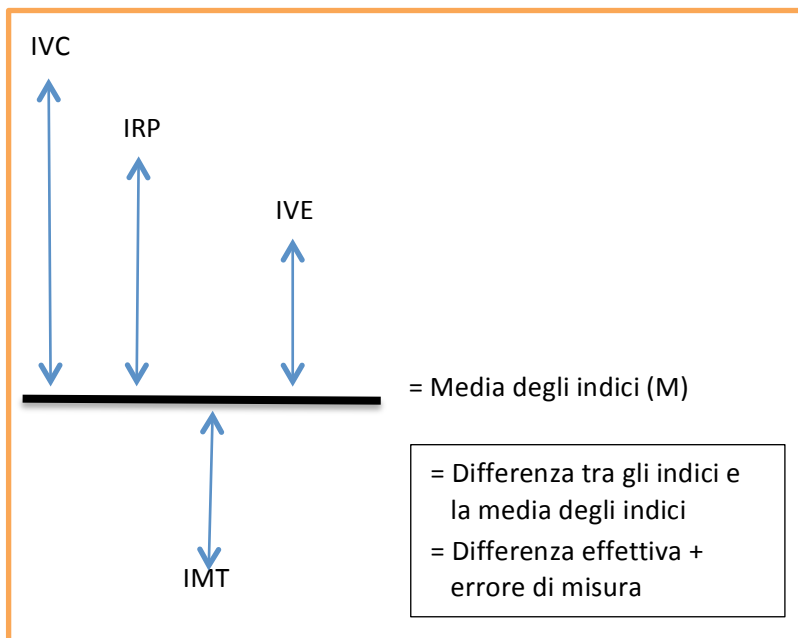 IVC
IRP
IVE
= Media degli indici (M)
= Differenza tra gli indici e
la media degli indici
= Differenza effettiva +
errore di misura
IMT